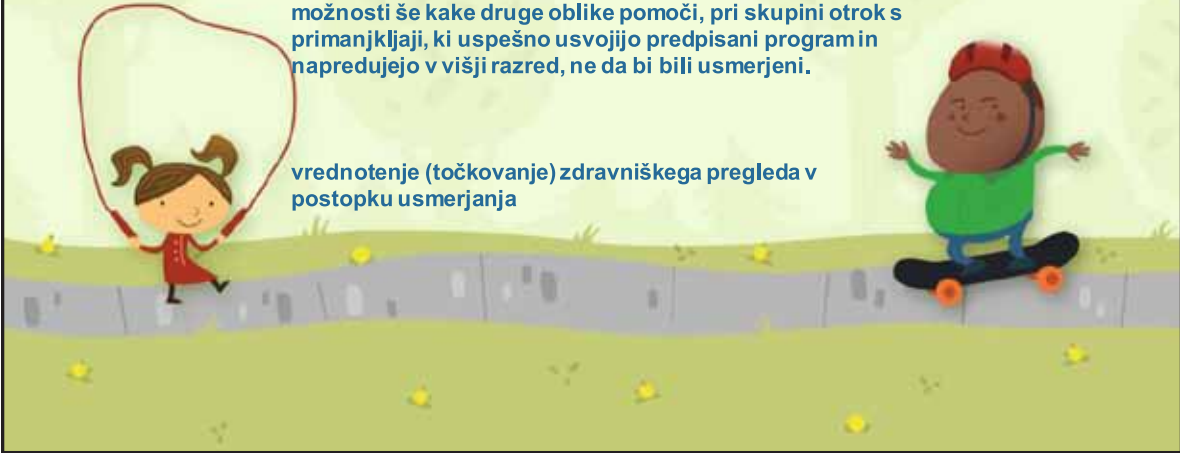 možnosti še kake druge oblike pomoči, pri skupini otrok s
primanjkljaji, ki uspešno usvojijo predpisani program in
napredujejo v višji razred, ne da bi bili usmerjeni.
vrednotenje (točkovanje) zdravniškega pregleda v
postopku usmerjanja